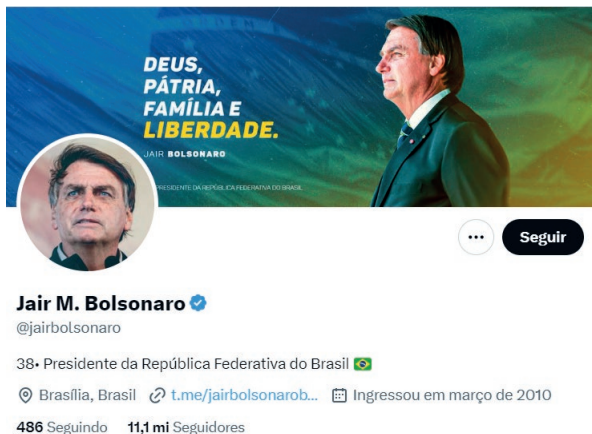 DEUS,
PÁTRIA,
FAMÍLIA E
LIBERDADE.
JAIR BOLSONARO
PRESIDENTE DA REPÚBLICA FEDERATIVA DO BRASIL
Seguir
Jair M. Bolsonaro
@jairbolsonaro
38• Presidente da República Federativa do Brasil 🇧🇷
Brasília, Brasil t.me/jairbolsonarob... Ingressou em março de 2010
486 Seguindo 11,1 mi Seguidores